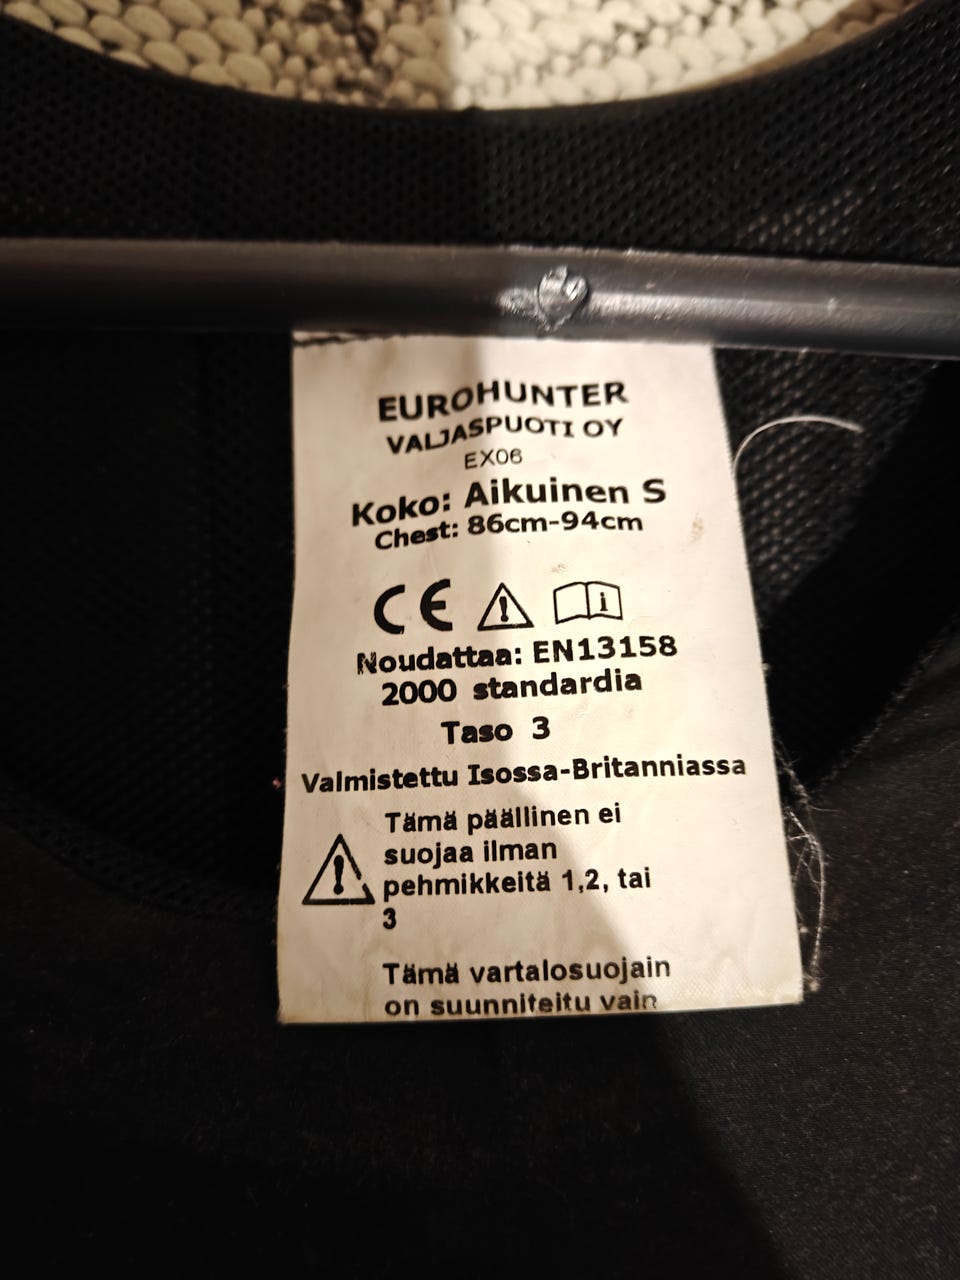 EUROHUNTER
VALJASPUOTI OY
EX06
Koko: Aikuinen S
Chest: 86cm-94cm
CE
Noudattaa: EN13158
2000 standardia
Taso 3
Valmistettu Isossa-Britanniassa
Tämä päällinen ei
suojaa ilman
pehmikkeitä 1,2, tai
3
Tämä vartalosuojain
on suunniteitu vain